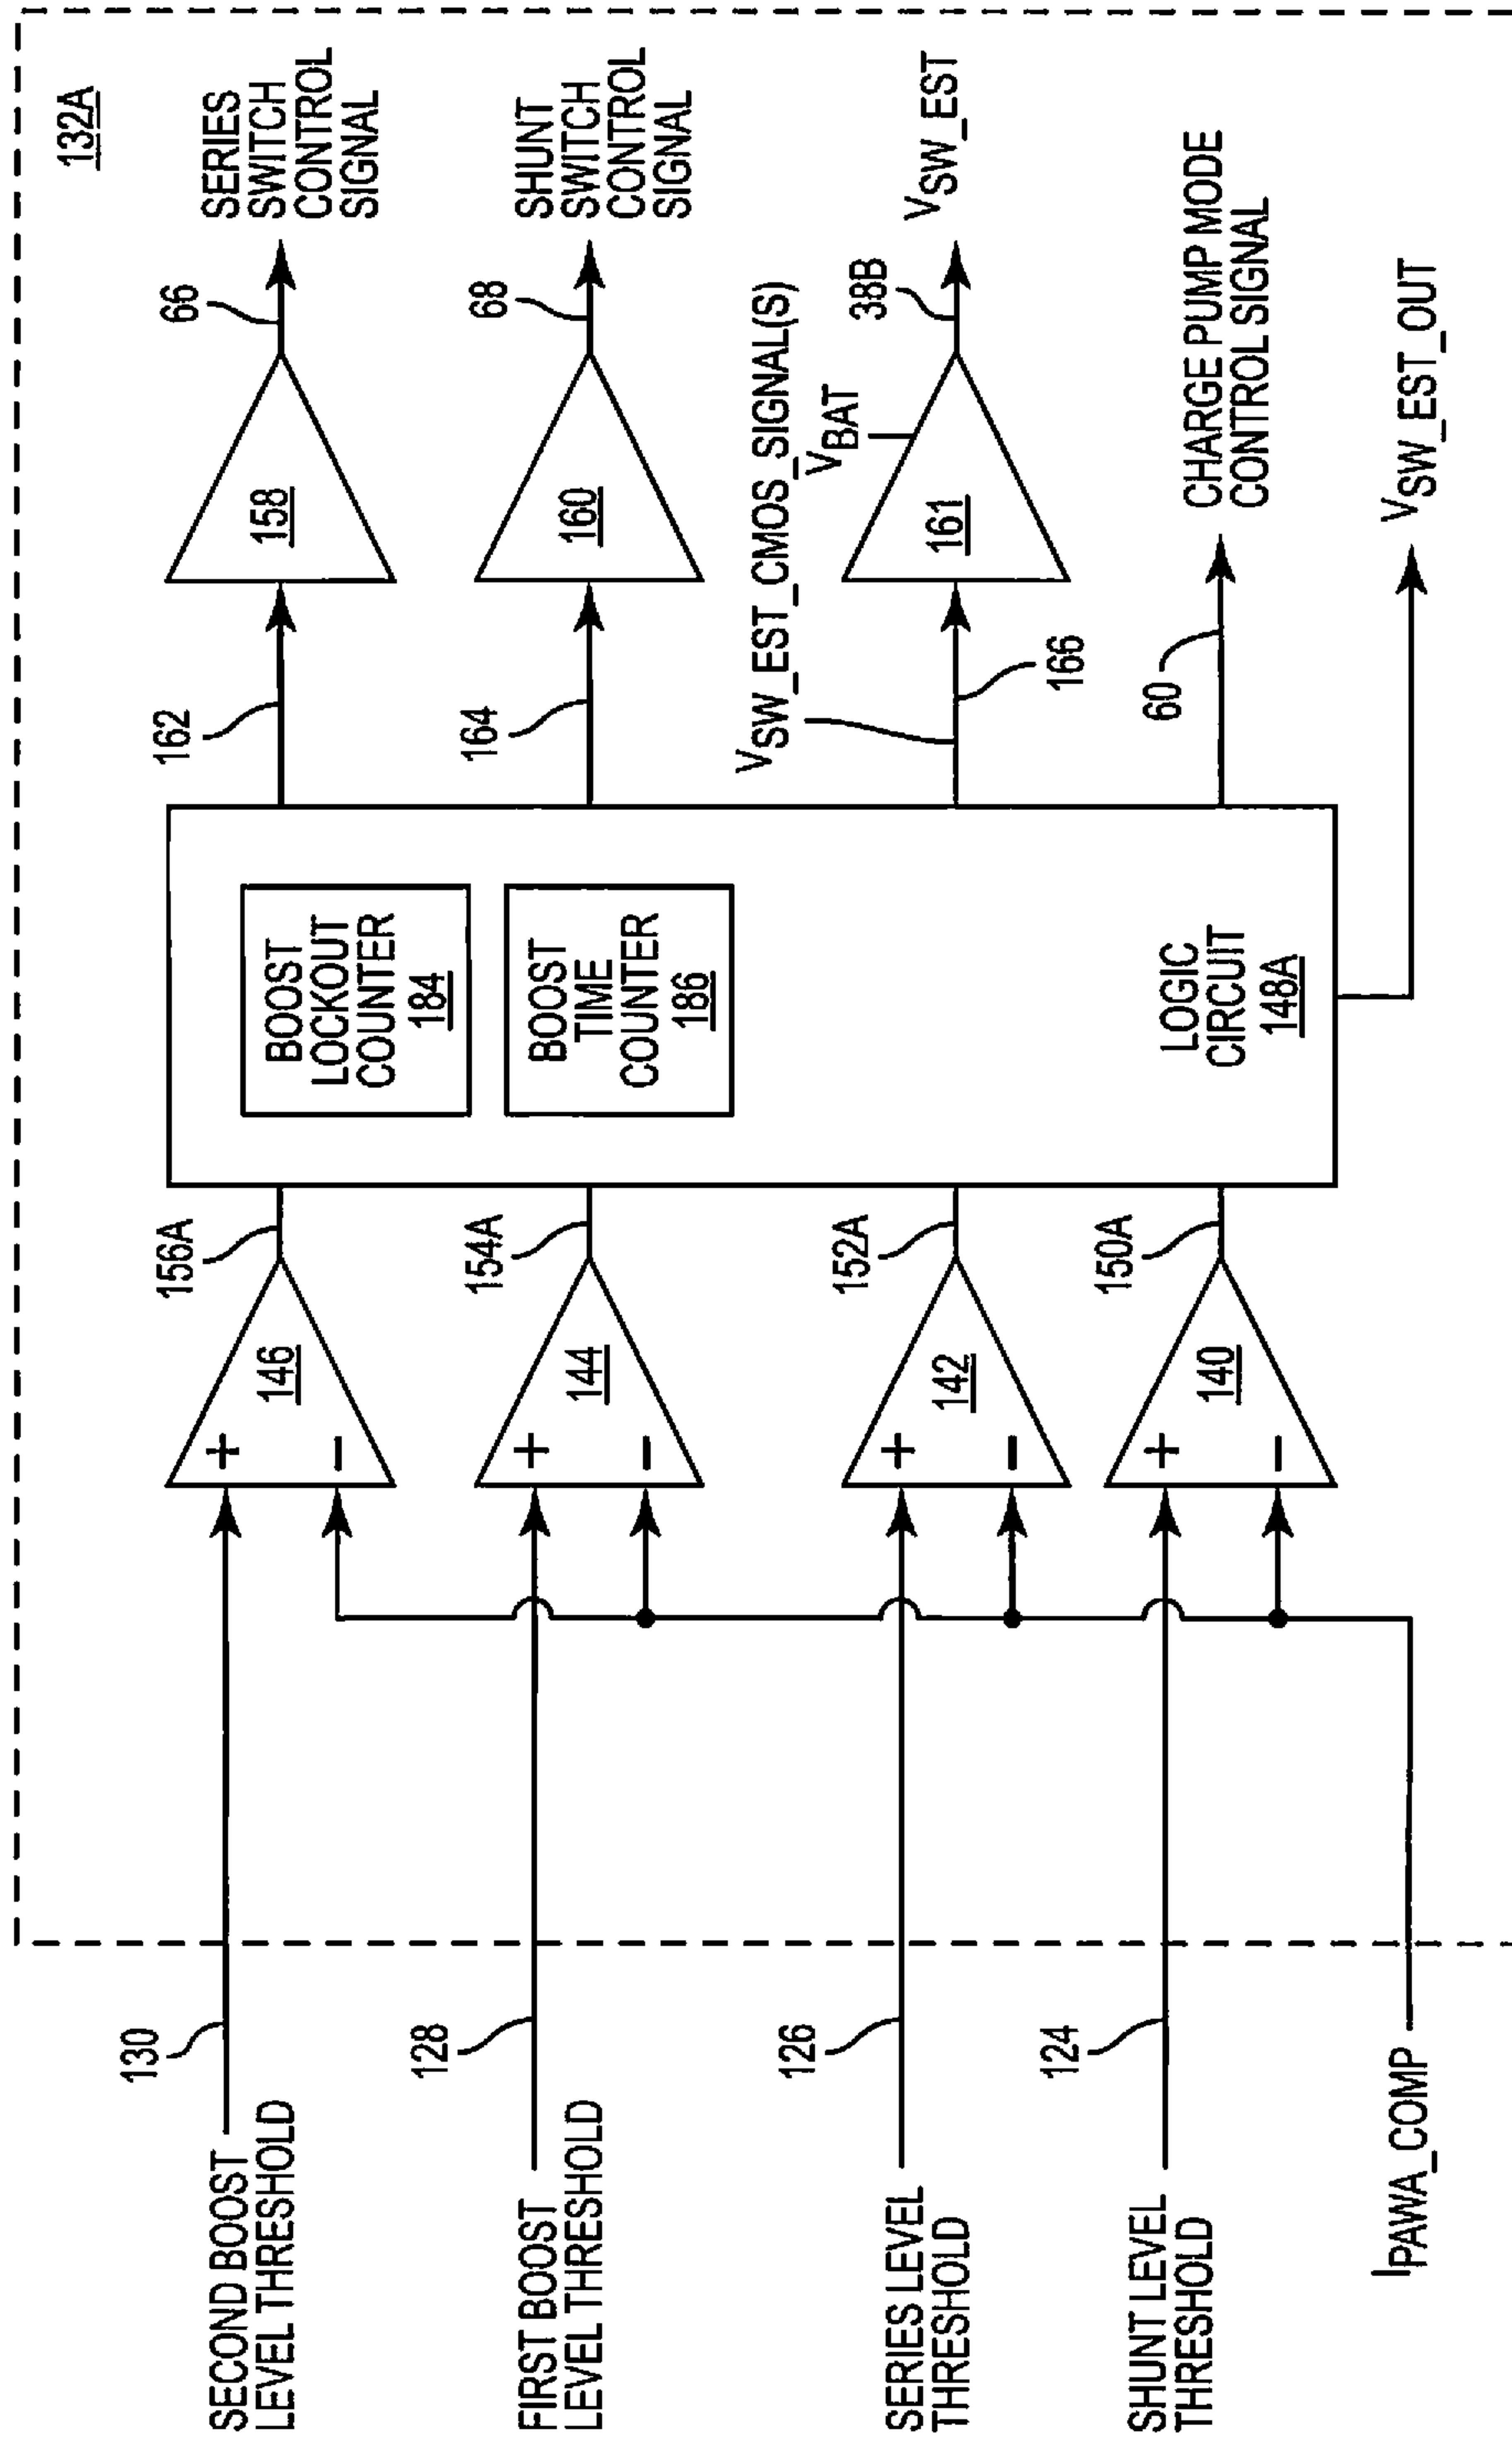 132A
SECOND BOOST
LEVEL THRESHOLD
130
+
−
146
156A
BOOST
LOCKOUT
COUNTER
184
162
158
66
SERIES
SWITCH
CONTROL
SIGNAL
FIRST BOOST
LEVEL THRESHOLD
128
+
−
144
154A
BOOST
TIME
COUNTER
186
164
160
68
SHUNT
SWITCH
CONTROL
SIGNAL
SERIES LEVEL
THRESHOLD
126
+
−
142
152A
VSW_EST_CMOS_SIGNAL(S)
166
VBAT
161
38B
VSW_EST
SHUNT LEVEL
THRESHOLD
124
+
−
140
150A
LOGIC
CIRCUIT
148A
60
CHARGE PUMP MODE
CONTROL SIGNAL
IPAWA_COMP
VSW_EST_OUT